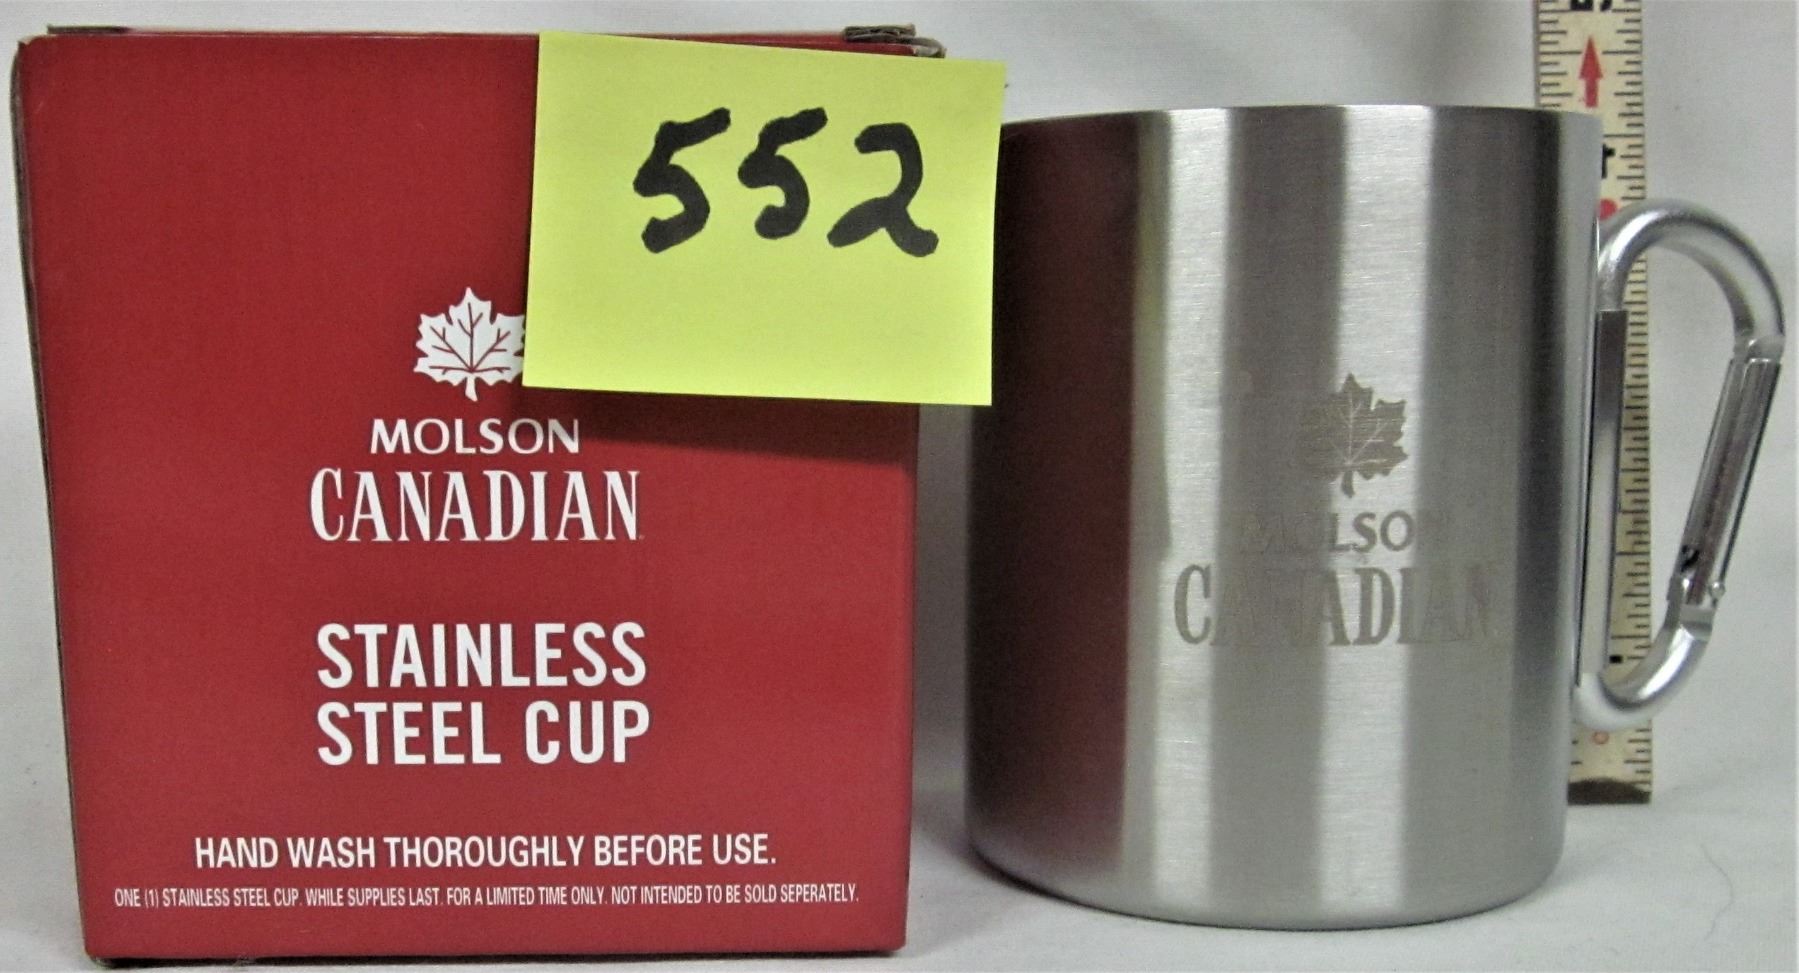 552
MOLSON
CANADIAN
STAINLESS
STEEL CUP
HAND WASH THOROUGHLY BEFORE USE.
ONE (1) STAINLESS STEEL CUP. WHILE SUPPLIES LAST. FOR A LIMITED TIME ONLY. NOT INTENDED TO BE SOLD SEPERATELY.
MOLSON
CANADIAN
4